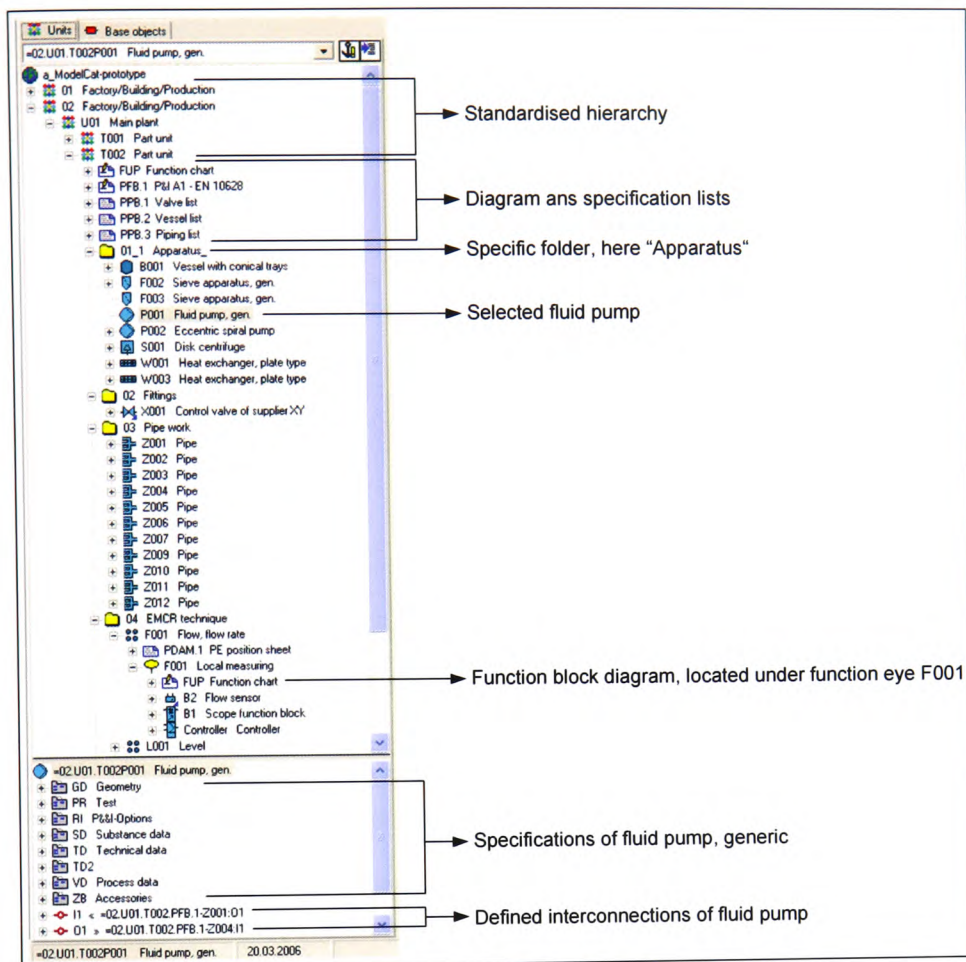 Units Base objects
=02.U01.T002P001 Fluid pump, gen.
a_ModelCat-prototype
01 Factory/Building/Production
02 Factory/Building/Production
U01 Main plant
T001 Part unit
T002 Part unit
FUP Function chart
PFB.1 P&I A1 - EN 10628
PPB.1 Valve list
PPB.2 Vessel list
PPB.3 Piping list
01_1 Apparatus_
B001 Vessel with conical trays
F002 Sieve apparatus, gen.
F003 Sieve apparatus, gen.
P001 Fluid pump, gen.
P002 Eccentric spiral pump
S001 Disk centrifuge
W001 Heat exchanger, plate type
W003 Heat exchanger, plate type
02 Fittings
X001 Control valve of supplier XY
03 Pipe work
Z001 Pipe
Z002 Pipe
Z003 Pipe
Z004 Pipe
Z005 Pipe
Z006 Pipe
Z007 Pipe
Z009 Pipe
Z010 Pipe
Z011 Pipe
Z012 Pipe
04 EMCR technique
F001 Flow, flow rate
PDAM.1 PE position sheet
F001 Local measuring
FUP Function chart
B2 Flow sensor
B1 Scope function block
Controller Controller
L001 Level
=02.U01.T002P001 Fluid pump, gen.
GD Geometry
PR Test
RI P&&I-Options
SD Substance data
TD Technical data
TD2
VD Process data
ZB Accessories
I1 < =02.U01.T002.PFB.1-Z001:O1
O1 > =02.U01.T002.PFB.1-Z004:I1
=02.U01.T002P001 Fluid pump, gen. 20.03.2006
Standardised hierarchy
Diagram ans specification lists
Specific folder, here “Apparatus“
Selected fluid pump
Function block diagram, located under function eye F001
Specifications of fluid pump, generic
Defined interconnections of fluid pump